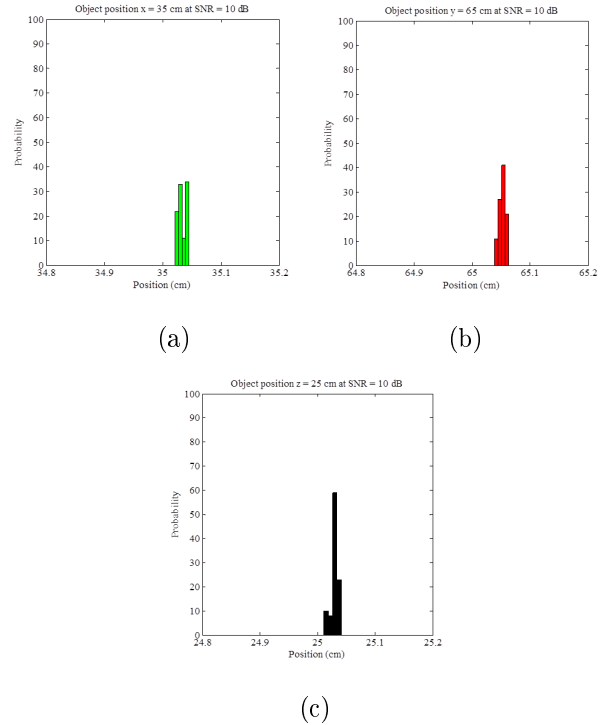 Object position x = 35 cm at SNR = 10 dB
100
90
80
70
60
50
40
30
20
10
0
Probability
34.8 34.9 35 35.1 35.2
Position (cm)
(a)
Object position y = 65 cm at SNR = 10 dB
100
90
80
70
60
50
40
30
20
10
0
Probability
64.8 64.9 65 65.1 65.2
Position (cm)
(b)
Object position z = 25 cm at SNR = 10 dB
100
90
80
70
60
50
40
30
20
10
0
Probability
24.8 24.9 25 25.1 25.2
Position (cm)
(c)